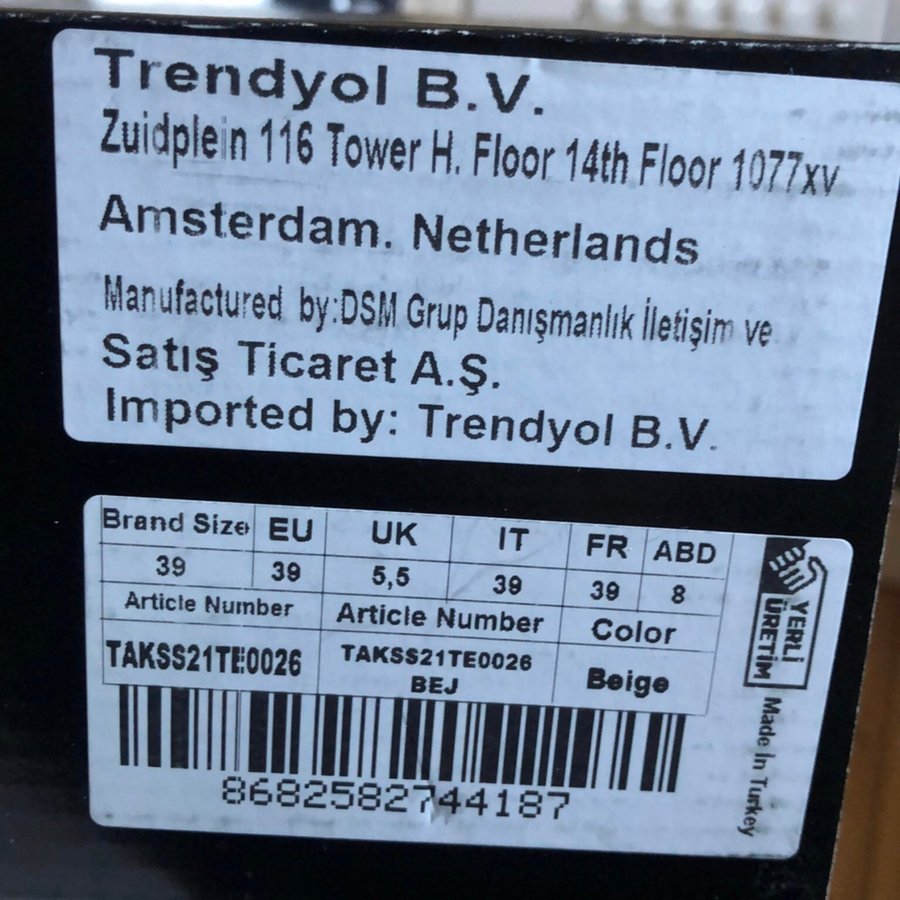 Trendyol B.V.
Zuidplein 116 Tower H. Floor 14th Floor 1077xv
Amsterdam. Netherlands
Manufactured by:DSM Grup Danışmanlık İletişim ve
Satış Ticaret A.Ş.
Imported by: Trendyol B.V.
Brand Size EU UK IT FR ABD
39 39 5,5 39 39 8
Article Number Article Number Color
TAKSS21TE0026 TAKSS21TE0026 Beige
BEJ
8682582744187
YERLİ
ÜRETİM
Made İn Turkey